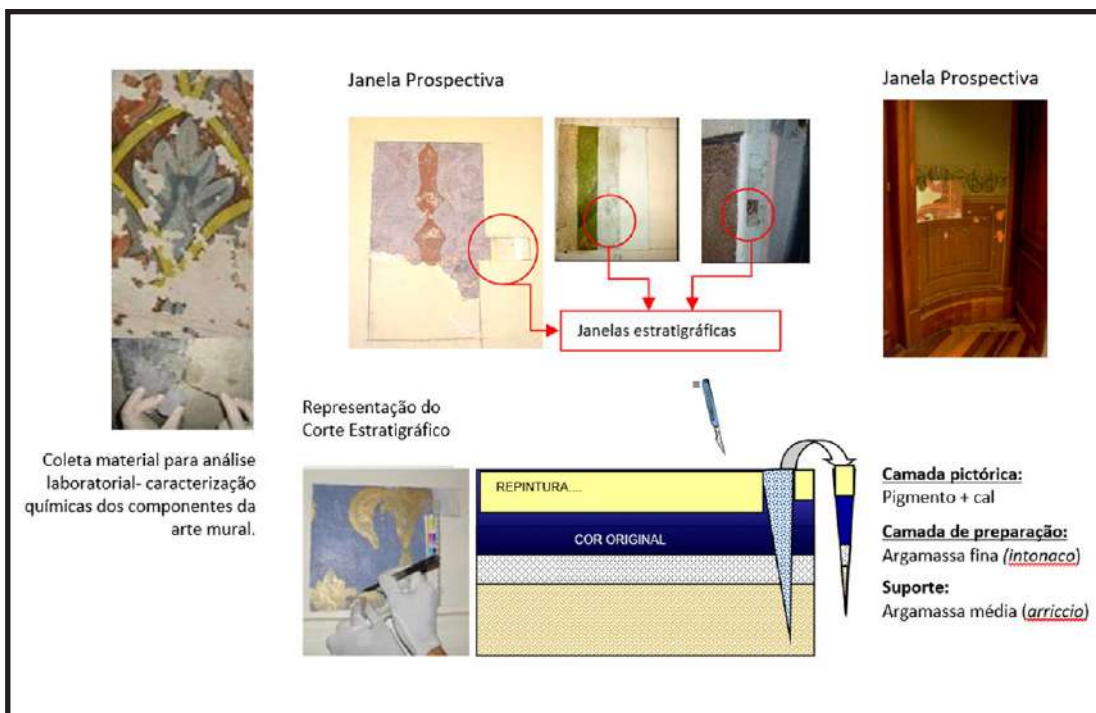 Janela Prospectiva
Janela Prospectiva
Janelas estratigráficas
Coleta material para análise
laboratorial- caracterização
químicas dos componentes da
arte mural.
Representação do
Corte Estratigráfico
REPINTURA....
COR ORIGINAL
Camada pictórica:
Pigmento + cal
Camada de preparação:
Argamassa fina (intonaco)
Suporte:
Argamassa média (arriccio)